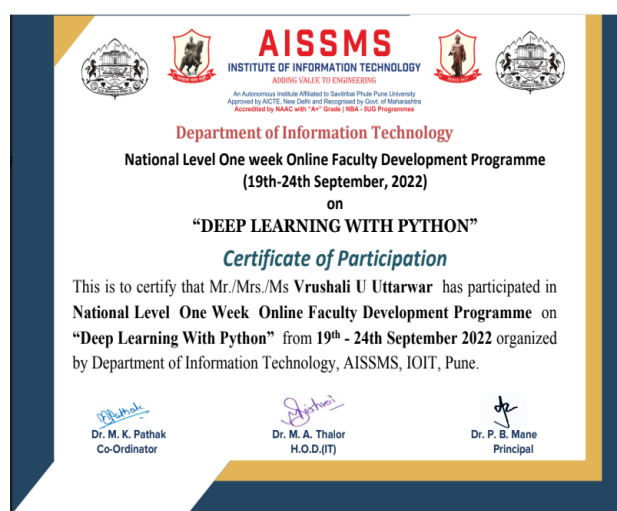 AISSMS
INSTITUTE OF INFORMATION TECHNOLOGY
ADDING VALUE TO ENGINEERING
An Autonomous Institute Affiliated to Savitribai Phule Pune University
Approved by AICTE, New Delhi and Recognised by Govt. of Maharashtra
Accredited by NAAC with "A+" Grade | NBA - 5UG Programmes
Department of Information Technology
National Level One week Online Faculty Development Programme
(19th-24th September, 2022)
on
“DEEP LEARNING WITH PYTHON”
Certificate of Participation
This is to certify that Mr./Mrs./Ms Vrushali U Uttarwar has participated in
National Level One Week Online Faculty Development Programme on
“Deep Learning With Python” from 19th - 24th September 2022 organized
by Department of Information Technology, AISSMS, IOIT, Pune.
Dr. M. K. Pathak
Co-Ordinator
Dr. M. A. Thalor
H.O.D.(IT)
Dr. P. B. Mane
Principal